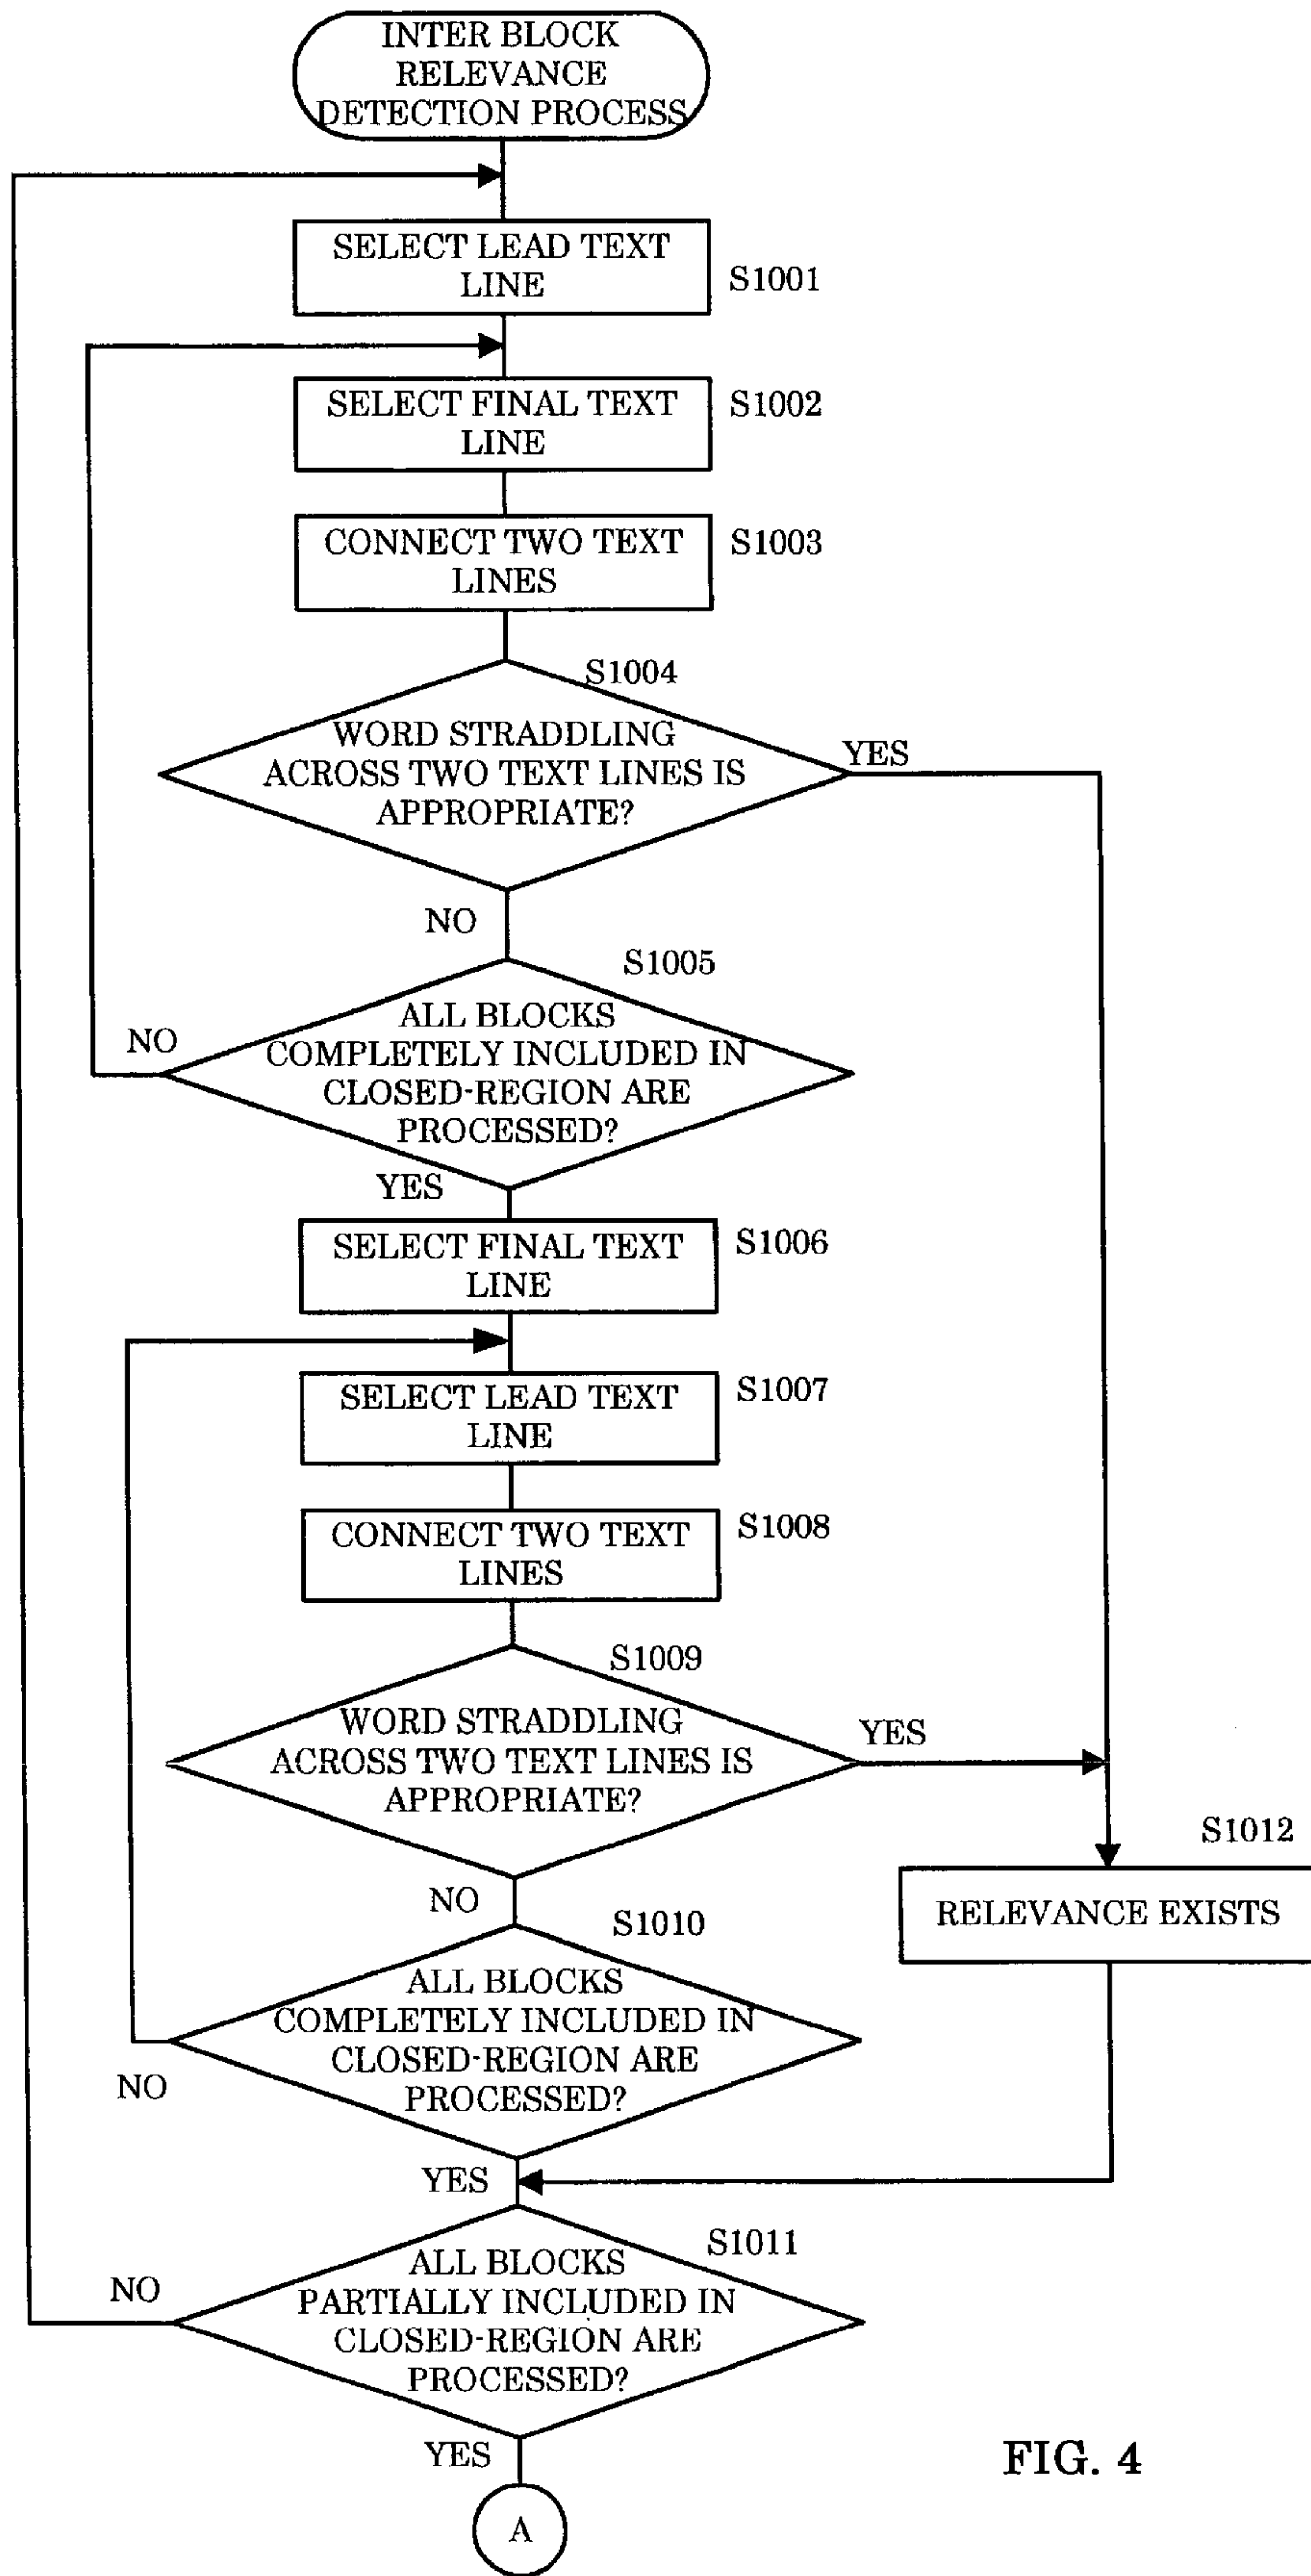 INTER BLOCK
RELEVANCE
DETECTION PROCESS
SELECT LEAD TEXT
LINE
S1001
SELECT FINAL TEXT
LINE
S1002
CONNECT TWO TEXT
LINES
S1003
S1004
WORD STRADDLING
ACROSS TWO TEXT LINES IS
APPROPRIATE?
YES
NO
S1005
ALL BLOCKS
COMPLETELY INCLUDED IN
CLOSED-REGION ARE
PROCESSED?
NO
YES
SELECT FINAL TEXT
LINE
S1006
SELECT LEAD TEXT
LINE
S1007
CONNECT TWO TEXT
LINES
S1008
S1009
WORD STRADDLING
ACROSS TWO TEXT LINES IS
APPROPRIATE?
YES
S1012
RELEVANCE EXISTS
NO
S1010
ALL BLOCKS
COMPLETELY INCLUDED IN
CLOSED-REGION ARE
PROCESSED?
NO
YES
S1011
ALL BLOCKS
PARTIALLY INCLUDED IN
CLOSED-REGION ARE
PROCESSED?
NO
YES
A
FIG. 4